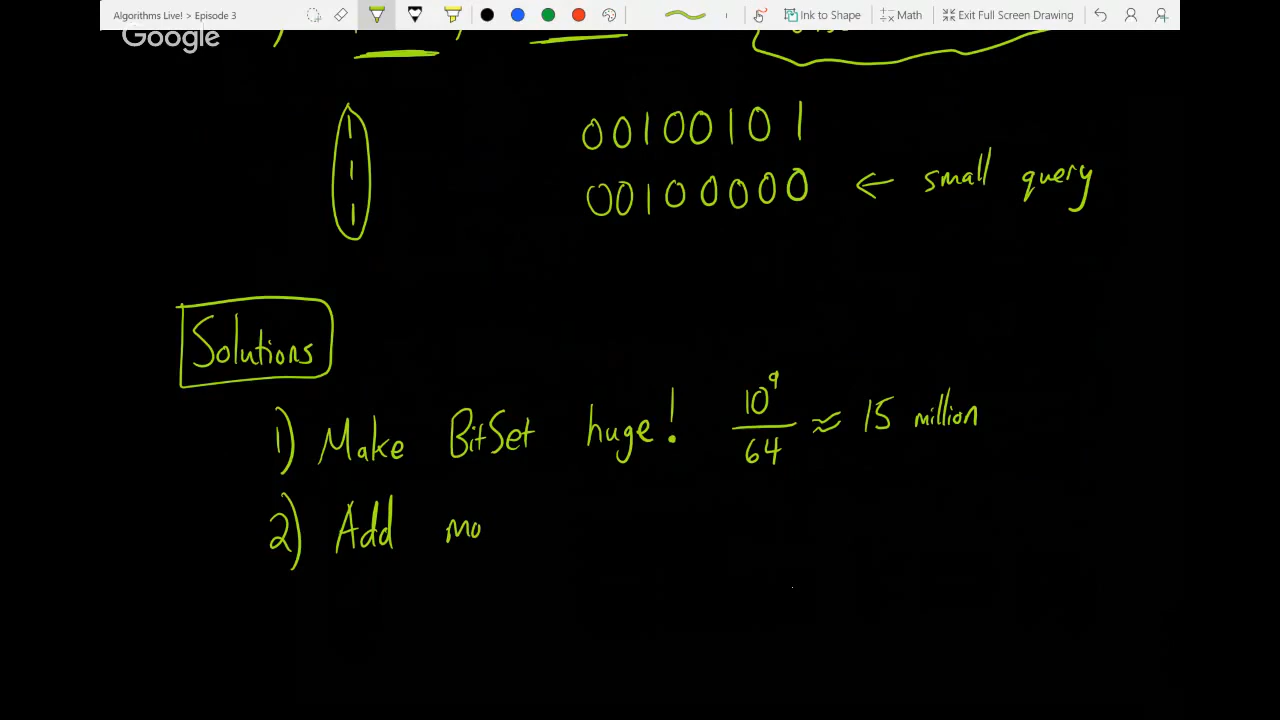 Algorithms Live! > Episode 3
Ink to Shape
Math
Exit Full Screen Drawing
Google
00100101
00100000 ← small query
Solutions
1) Make BitSet huge! 10^9 / 64 ≈ 15 million
2) Add mo